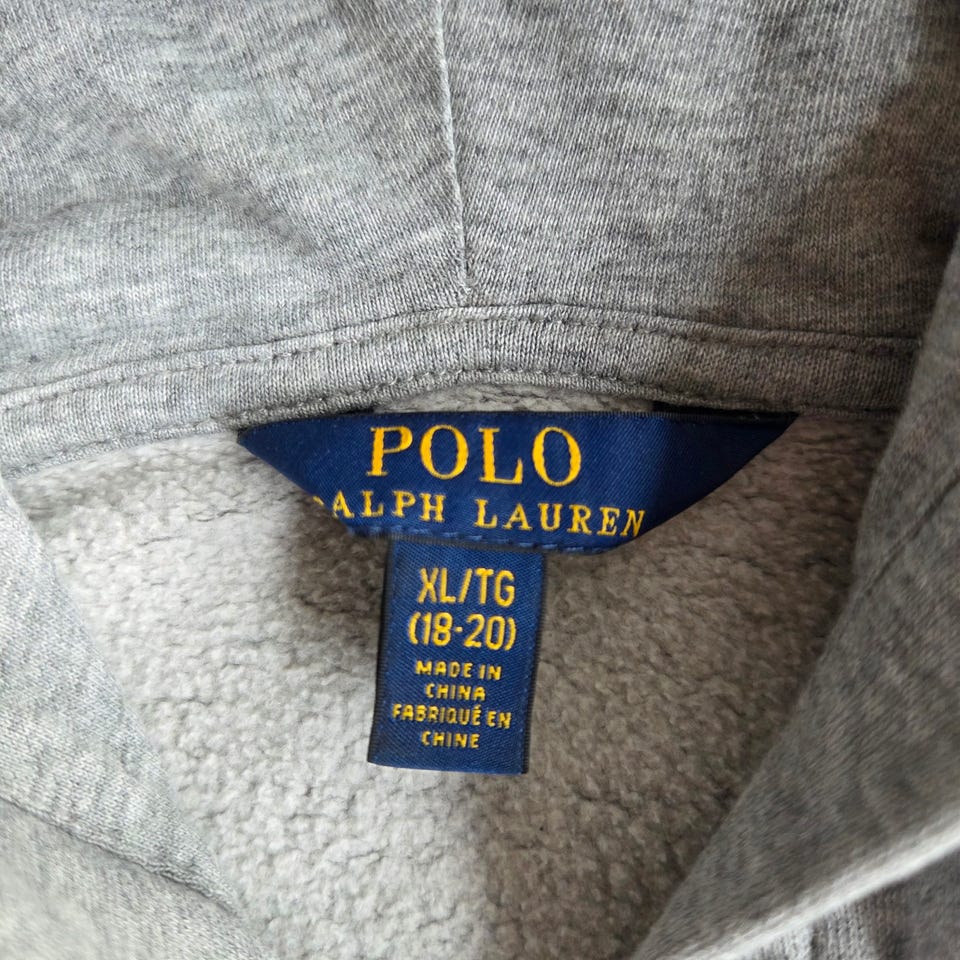 POLO
RALPH LAUREN
XL/TG
(18-20)
MADE IN
CHINA
FABRIQUÉ EN
CHINE